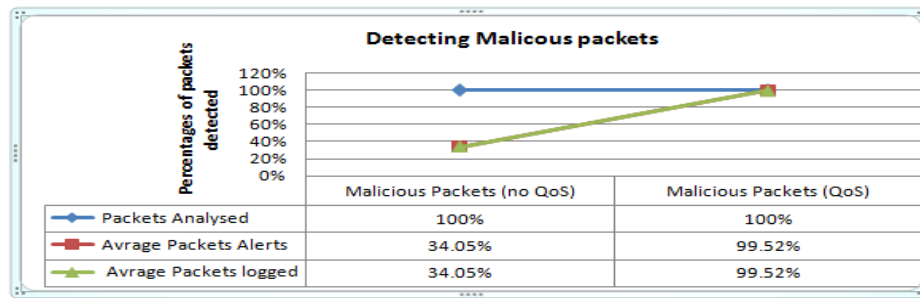 Detecting Malicous packets
Percentages of packets
detected
120%
100%
80%
60%
40%
20%
0%
Malicious Packets (no QoS) Malicious Packets (QoS)
Packets Analysed 100% 100%
Avrage Packets Alerts 34.05% 99.52%
Avrage Packets logged 34.05% 99.52%